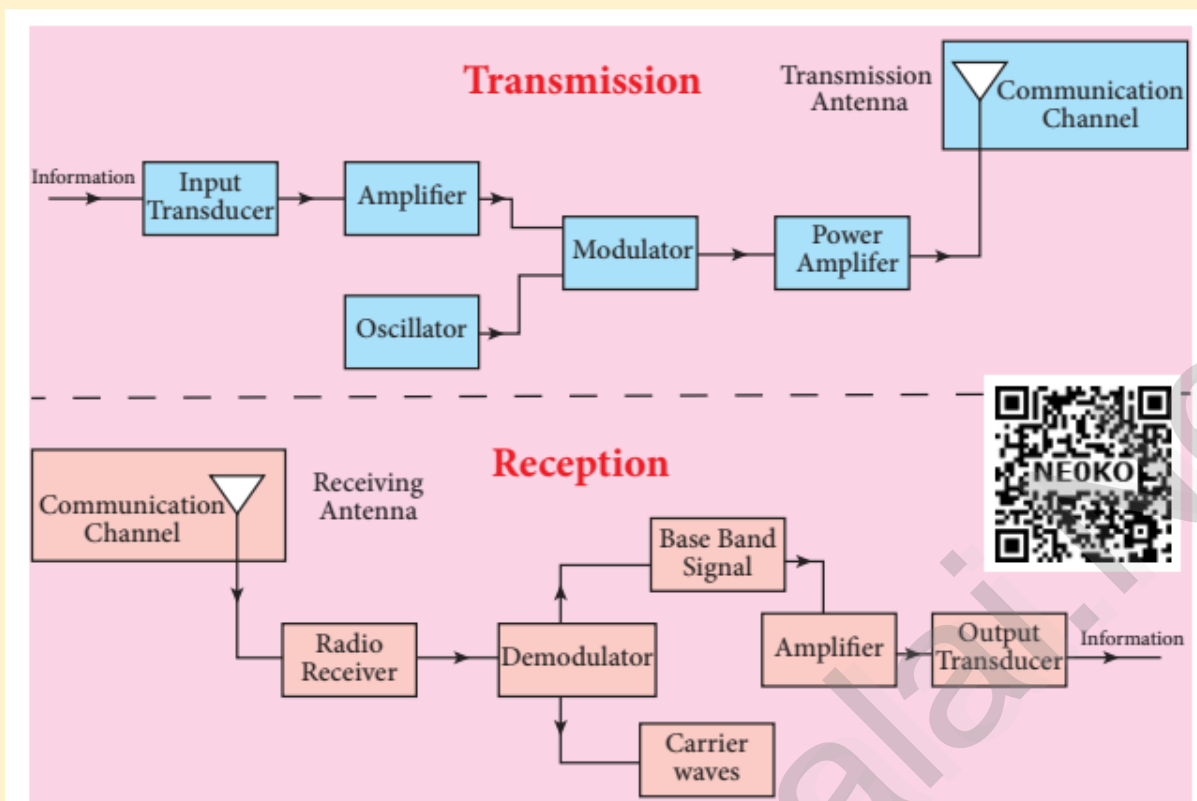 Transmission
Transmission
Antenna
Communication
Channel
Information
Input
Transducer
Amplifier
Modulator
Power
Amplifer
Oscillator
NE0KO
Reception
Communication
Channel
Receiving
Antenna
Base Band
Signal
Radio
Receiver
Demodulator
Amplifier
Output
Transducer
Information
Carrier
waves